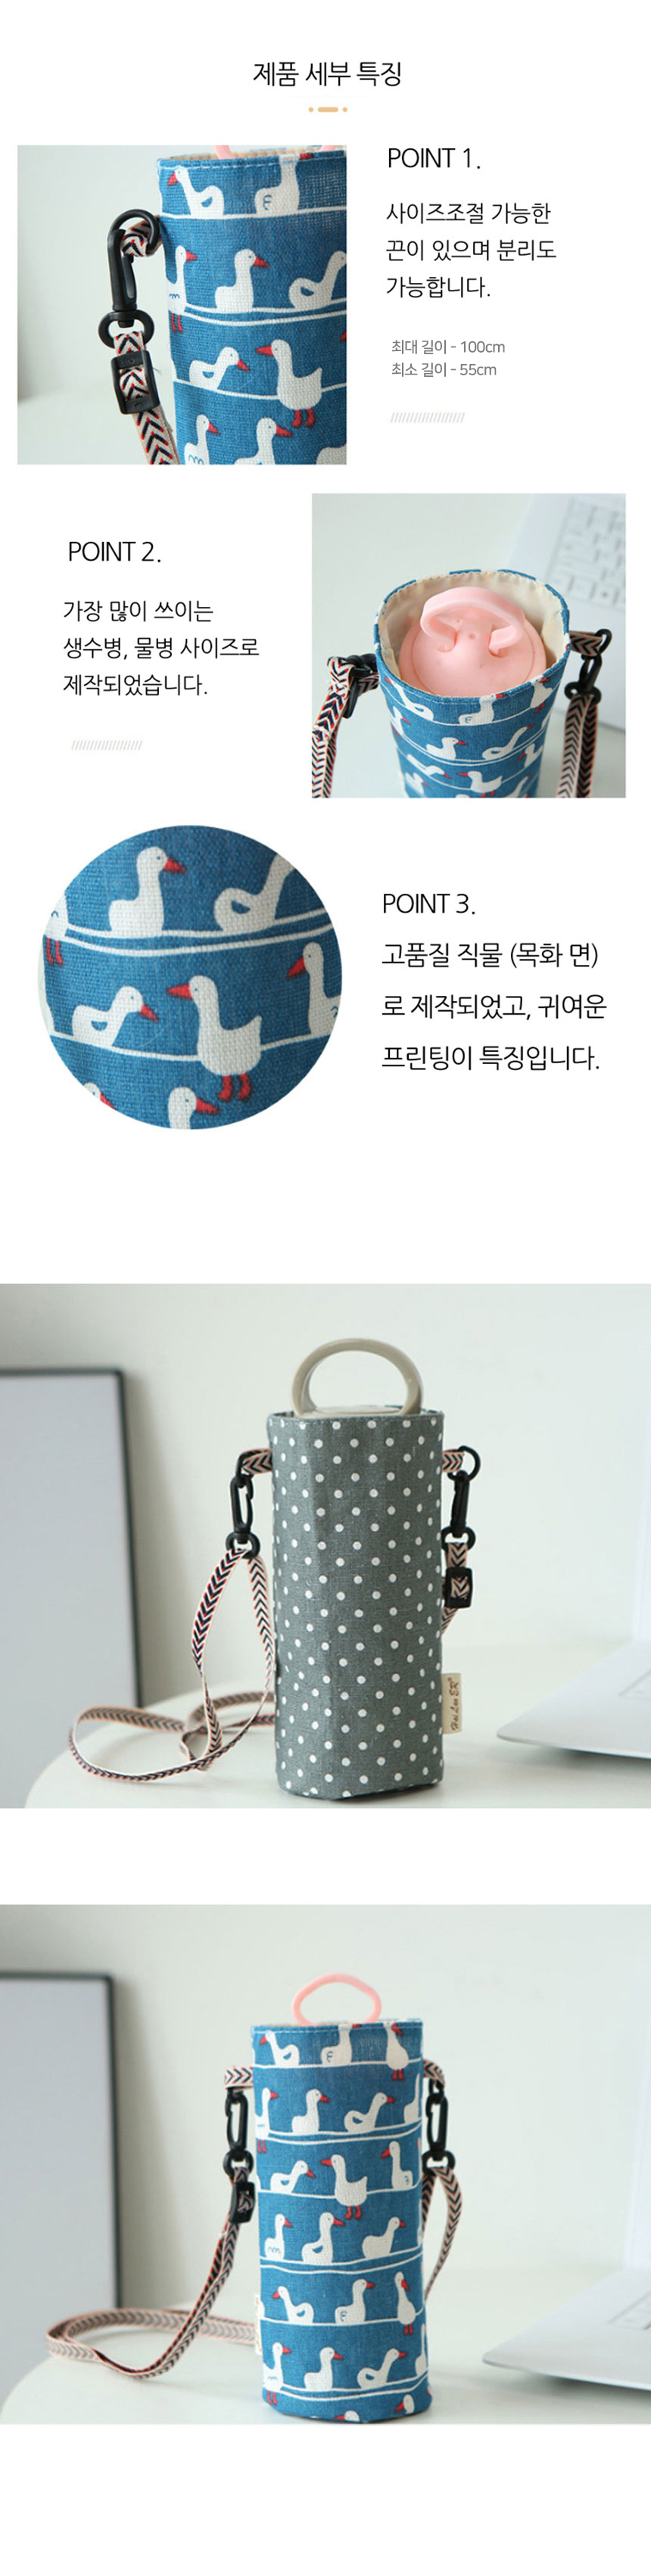 제품 세부 특징
POINT 1.
사이즈조절 가능한
끈이 있으며 분리도
가능합니다.
최대 길이 - 100cm
최소 길이 - 55cm
POINT 2.
가장 많이 쓰이는
생수병, 물병 사이즈로
제작되었습니다.
POINT 3.
고품질 직물 (목화 면)
로 제작되었고, 귀여운
프린팅이 특징입니다.